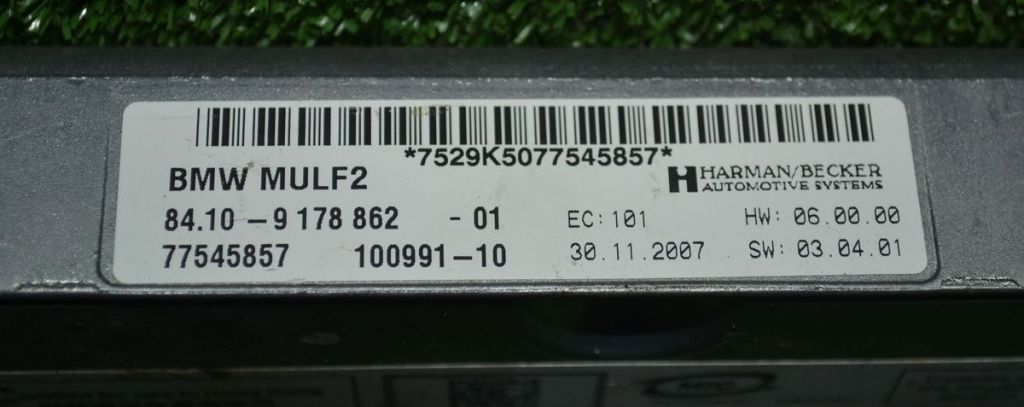 *7529K5077545857*
BMW MULF2
HARMAN/BECKER
AUTOMOTIVE SYSTEMS
84.10 – 9 178 862 - 01 EC: 101 HW: 06.00.00
77545857 100991–10 30.11.2007 SW: 03.04.01